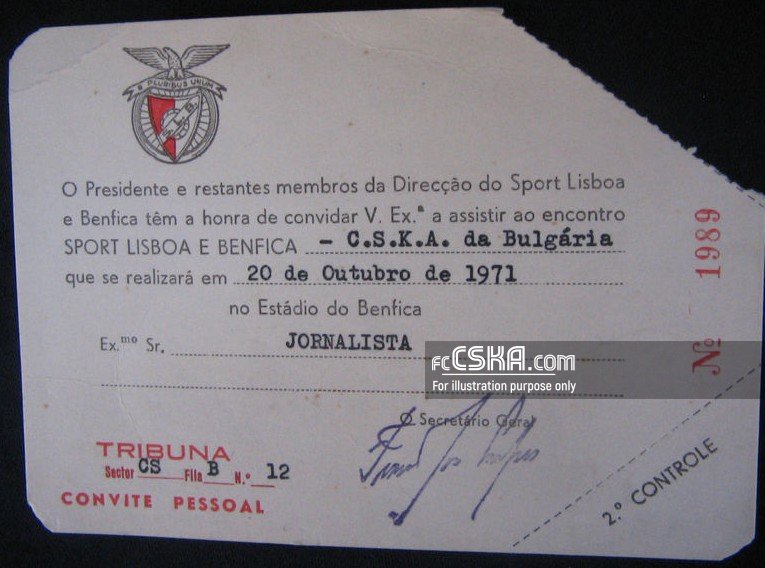 E PLURIBUS UNUM
S L B
O Presidente e restantes membros da Direcção do Sport Lisboa
e Benfica têm a honra de convidar V. Ex.ª a assistir ao encontro
SPORT LISBOA E BENFICA - C.S.K.A. da Bulgária
que se realizará em 20 de Outubro de 1971
no Estádio do Benfica
Ex.mo Sr. JORNALISTA
fcCSKA.com
For illustration purpose only
O Secretário Geral
TRIBUNA
Sector CS Fila B N.º 12
CONVITE PESSOAL
2.º CONTROLE
Nº 1989